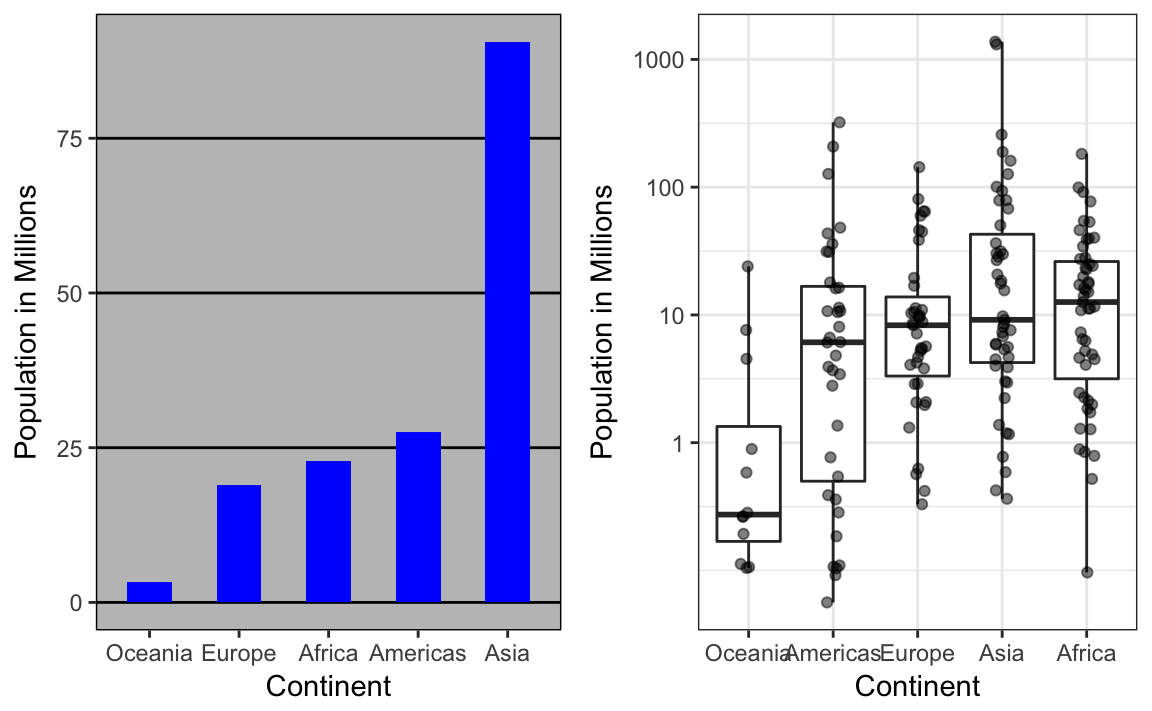 Population in Millions
75
50
25
0
Oceania Europe Africa Americas Asia
Continent
Population in Millions
1000
100
10
1
Oceania Americas Europe Asia Africa
Continent